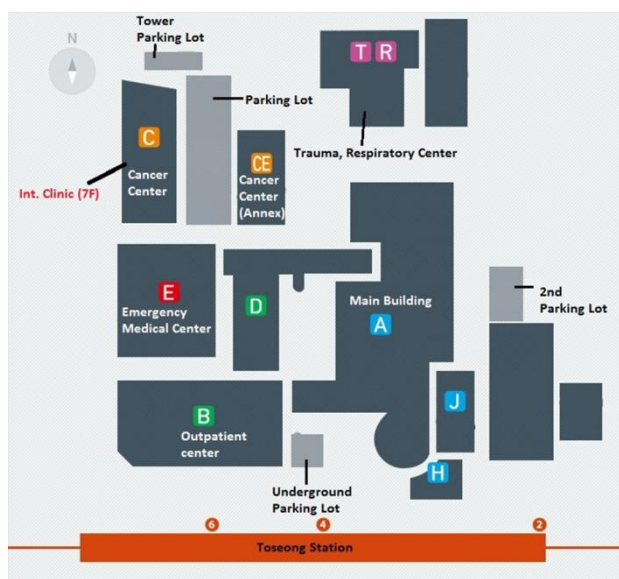 Tower
Parking Lot
N
T R
Parking Lot
C
Trauma, Respiratory Center
CE
Int. Clinic (7F)
Cancer
Center
Cancer
Center
(Annex)
E
Emergency
Medical Center
D
Main Building
A
2nd
Parking Lot
B
Outpatient
center
J
H
Underground
Parking Lot
6
4
2
Toseong Station